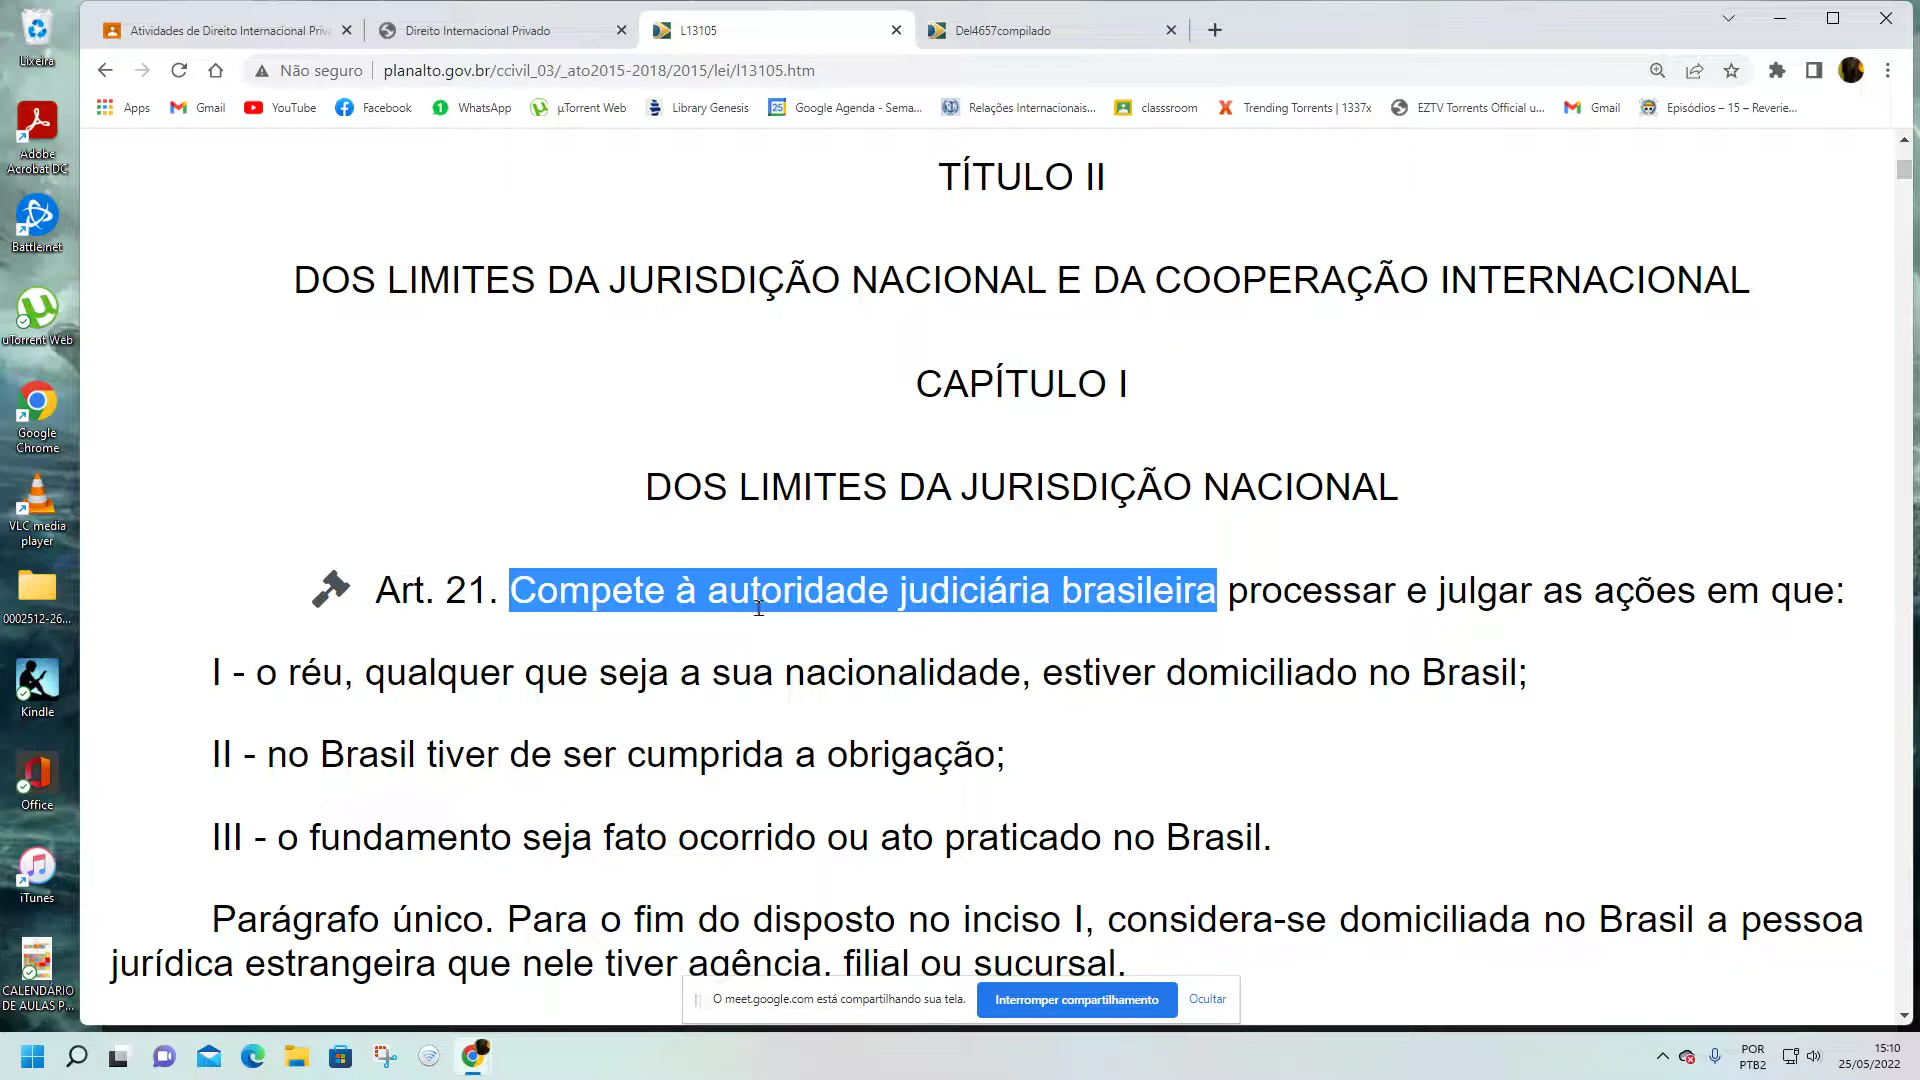 Lixeira
Adobe
Acrobat DC
Battle.net
uTorrent Web
Google
Chrome
VLC media
player
0002512-26...
Kindle
Office
iTunes
CALENDÁRIO
DE AULAS P...
Atividades de Direito Internacional Priv
Direito Internacional Privado
L13105
Del4657compilado
Não seguro
planalto.gov.br/ccivil_03/_ato2015-2018/2015/lei/l13105.htm
Apps
Gmail
YouTube
Facebook
WhatsApp
µTorrent Web
Library Genesis
Google Agenda - Sema...
Relações Internacionais...
classsroom
Trending Torrents | 1337x
EZTV Torrents Official u...
Gmail
Episódios – 15 – Reverie...
TÍTULO II
DOS LIMITES DA JURISDIÇÃO NACIONAL E DA COOPERAÇÃO INTERNACIONAL
CAPÍTULO I
DOS LIMITES DA JURISDIÇÃO NACIONAL
Art. 21. Compete à autoridade judiciária brasileira processar e julgar as ações em que:
I - o réu, qualquer que seja a sua nacionalidade, estiver domiciliado no Brasil;
II - no Brasil tiver de ser cumprida a obrigação;
III - o fundamento seja fato ocorrido ou ato praticado no Brasil.
Parágrafo único. Para o fim do disposto no inciso I, considera-se domiciliada no Brasil a pessoa
jurídica estrangeira que nele tiver agência, filial ou sucursal.
O meet.google.com está compartilhando sua tela.
Interromper compartilhamento
Ocultar
POR
PTB2
15:10
25/05/2022